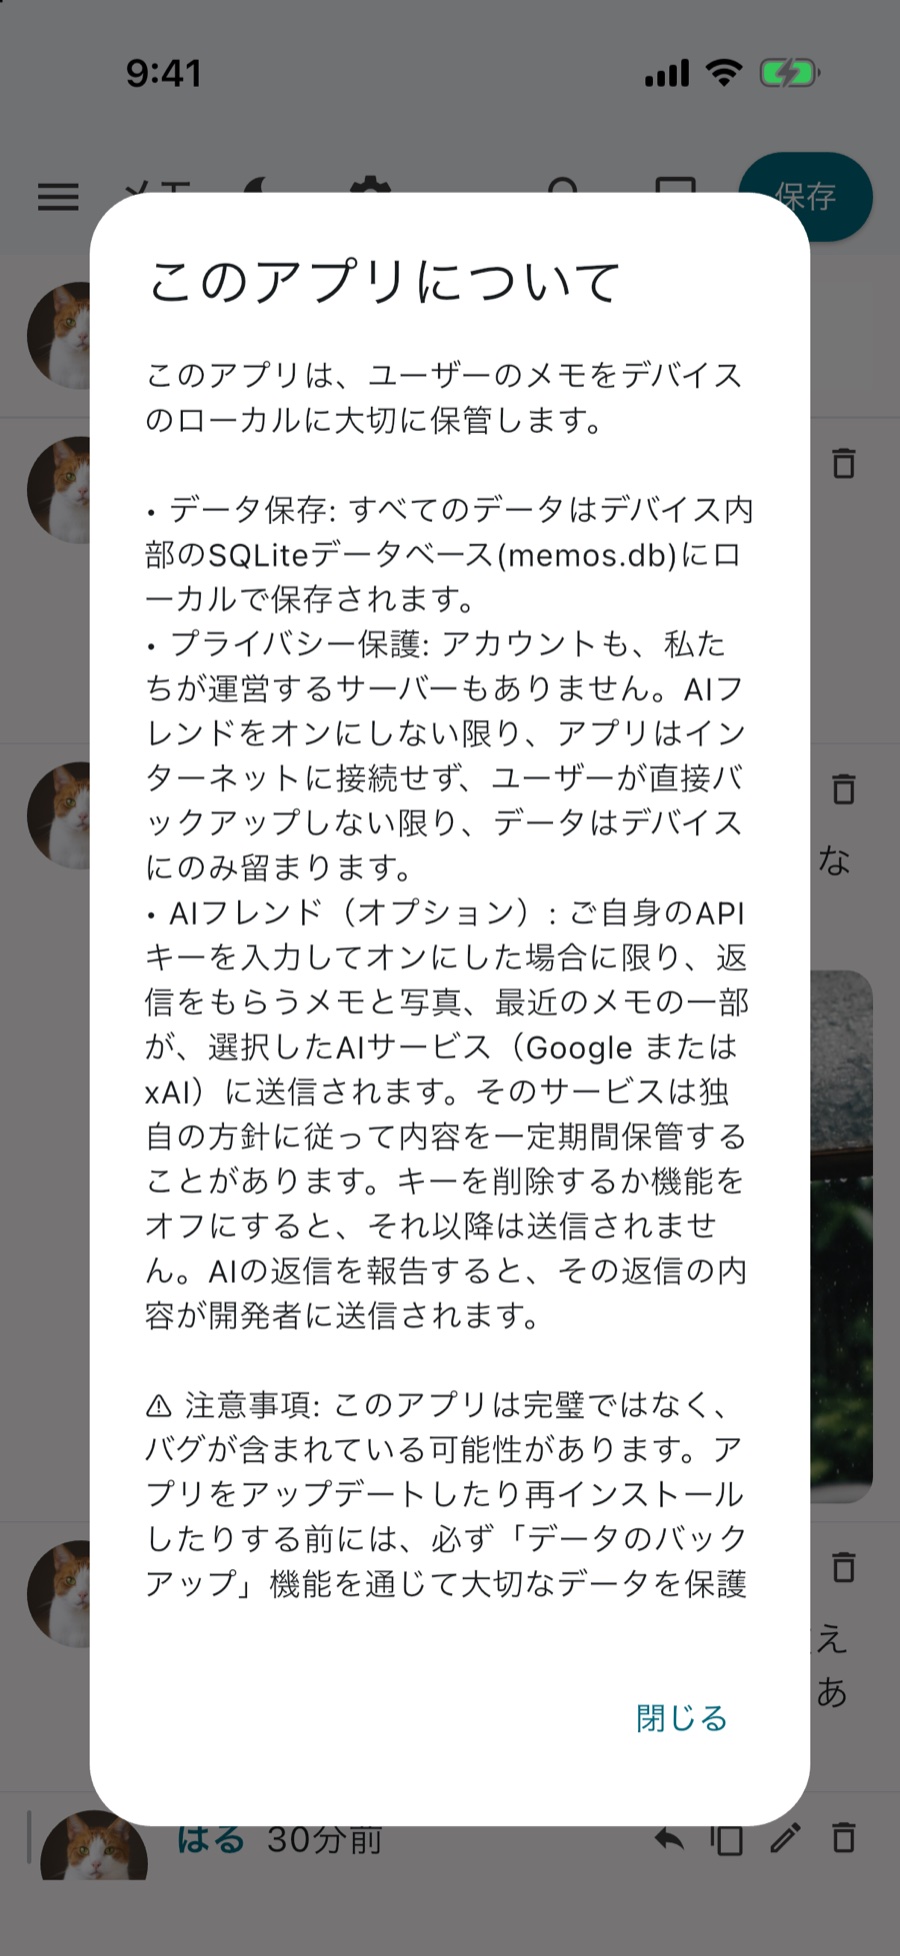 9:41
メモ
保存
このアプリについて
このアプリは、ユーザーのメモをデバイス
のローカルに大切に保管します。
• データ保存: すべてのデータはデバイス内
部のSQLiteデータベース(memos.db)にロ
ーカルで保存されます。
• プライバシー保護: アカウントも、私た
ちが運営するサーバーもありません。AIフ
レンドをオンにしない限り、アプリはイン
ターネットに接続せず、ユーザーが直接バ
ックアップしない限り、データはデバイス
にのみ留まります。
• AIフレンド（オプション）: ご自身のAPI
キーを入力してオンにした場合に限り、返
信をもらうメモと写真、最近のメモの一部
が、選択したAIサービス（Google または
xAI）に送信されます。そのサービスは独
自の方針に従って内容を一定期間保管する
ことがあります。キーを削除するか機能を
オフにすると、それ以降は送信されませ
ん。AIの返信を報告すると、その返信の内
容が開発者に送信されます。
⚠ 注意事項: このアプリは完璧ではなく、
バグが含まれている可能性があります。ア
プリをアップデートしたり再インストール
したりする前には、必ず「データのバック
アップ」機能を通じて大切なデータを保護
な
え
あ
閉じる
はる 30分前